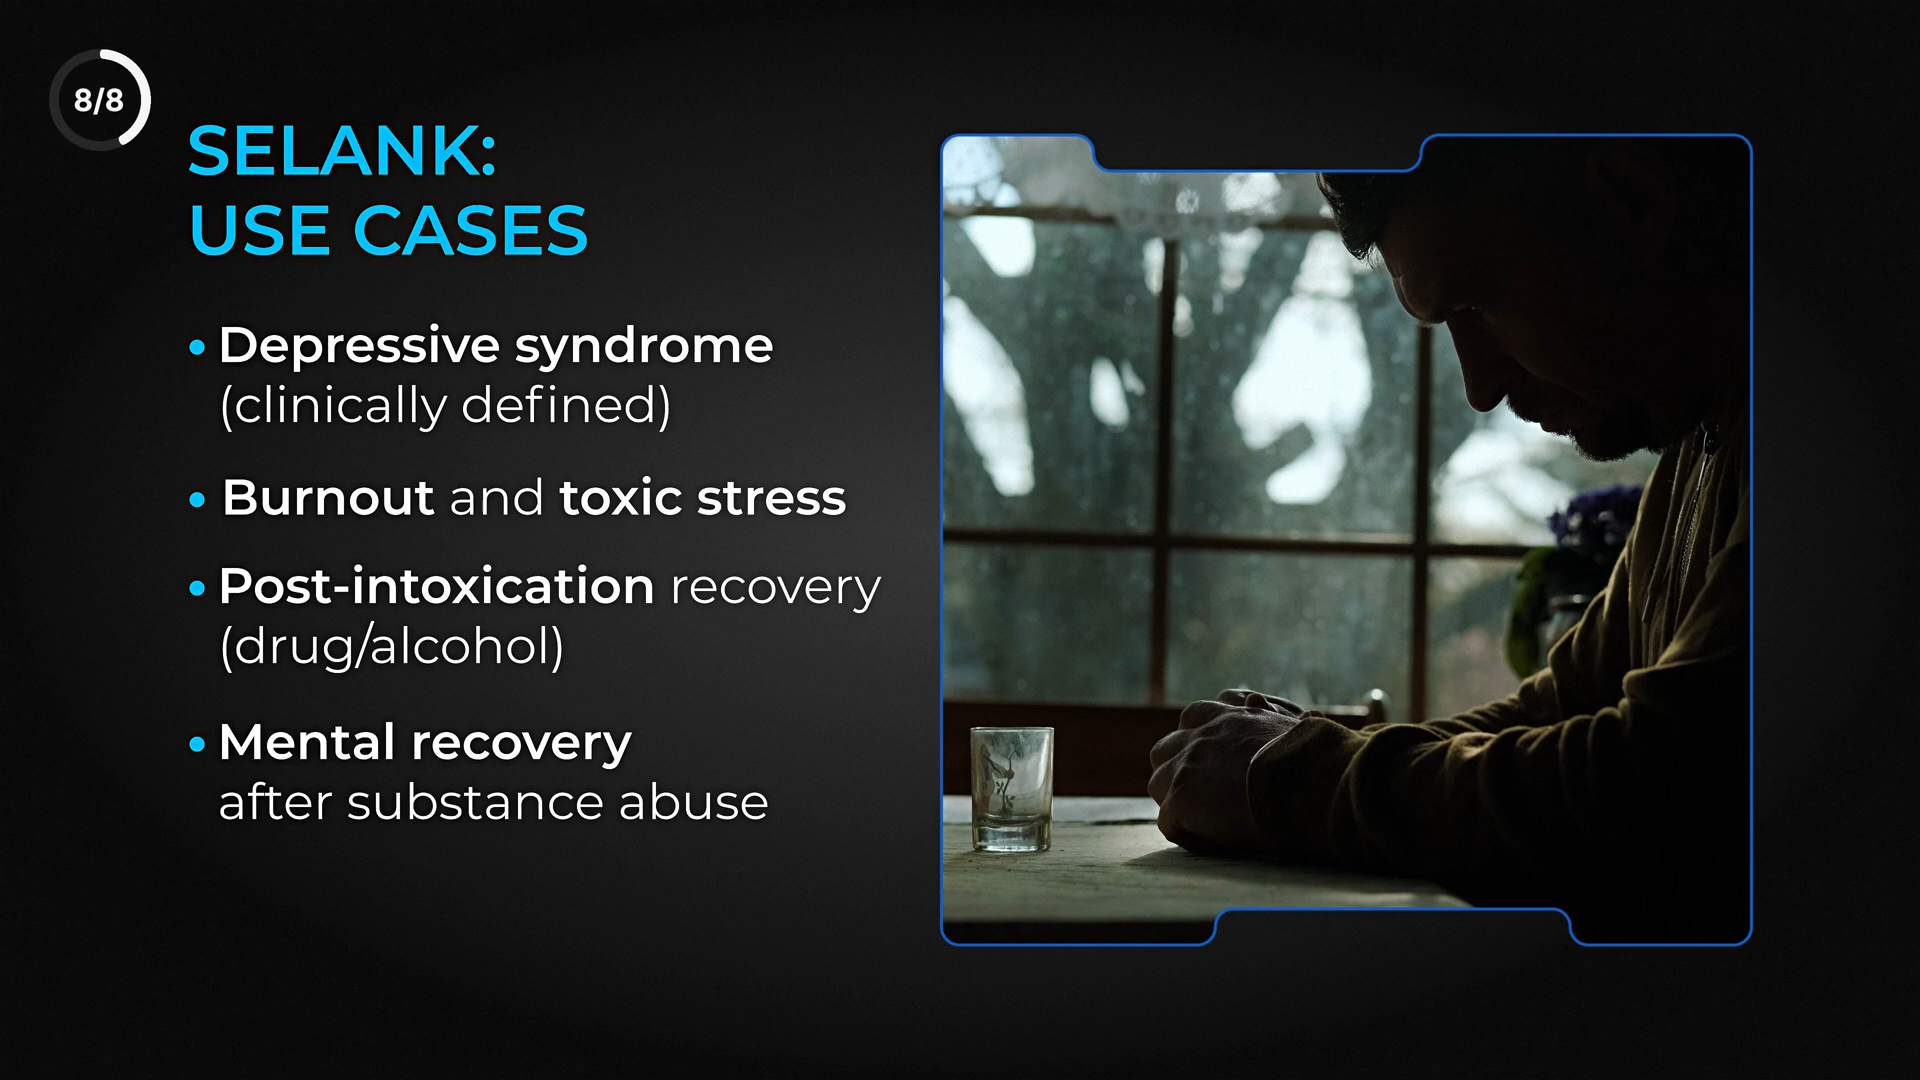 8/8
SELANK:
USE CASES
• Depressive syndrome
(clinically defined)
• Burnout and toxic stress
• Post-intoxication recovery
(drug/alcohol)
• Mental recovery
after substance abuse